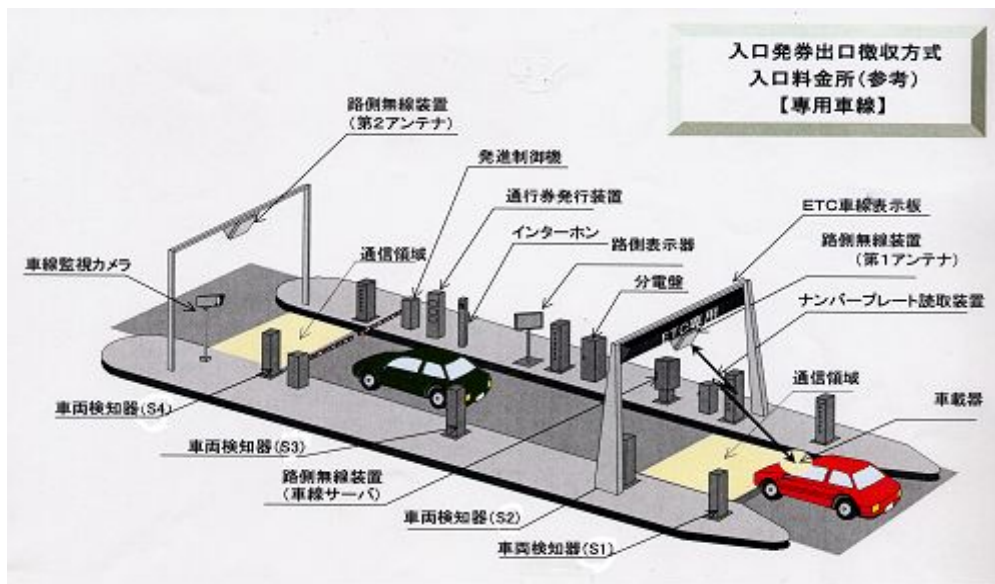 入口発券出口徴収方式
入口料金所(参考)
【専用車線】
路側無線装置
(第2アンテナ)
発進制御機
通行券発行装置
インターホン
路側表示器
分電盤
ETC車線表示板
路側無線装置
(第1アンテナ)
ナンバープレート読取装置
通信領域
車線監視カメラ
ETC専用
通信領域
車載器
車両検知器(S4)
車両検知器(S3)
路側無線装置
(車線サーバ)
車両検知器(S2)
車両検知器(S1)